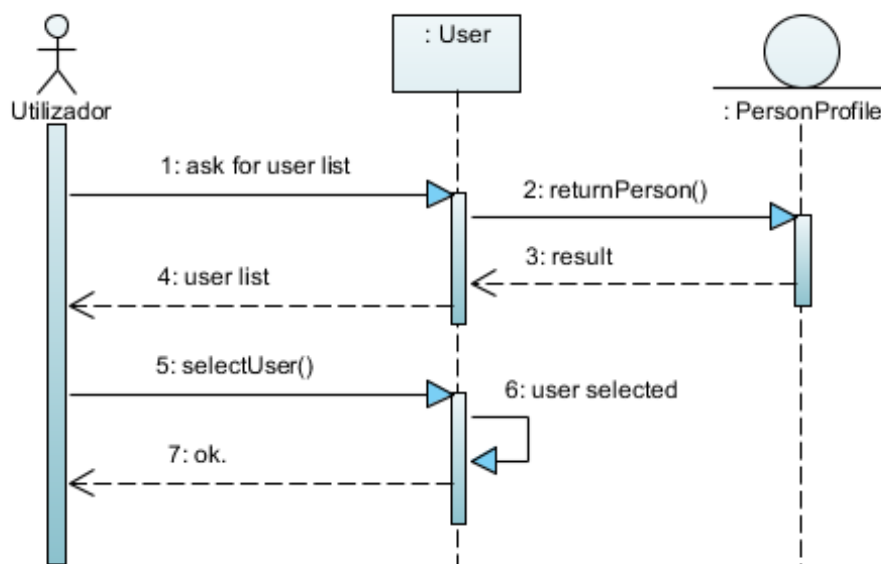 : User
Utilizador
: PersonProfile
1: ask for user list
2: returnPerson()
3: result
4: user list
5: selectUser()
6: user selected
7: ok.